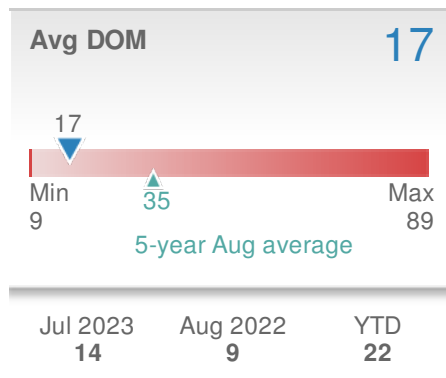 Avg DOM 17
17
35
Min Max
9 89
5-year Aug average
Jul 2023 Aug 2022 YTD
14 9 22